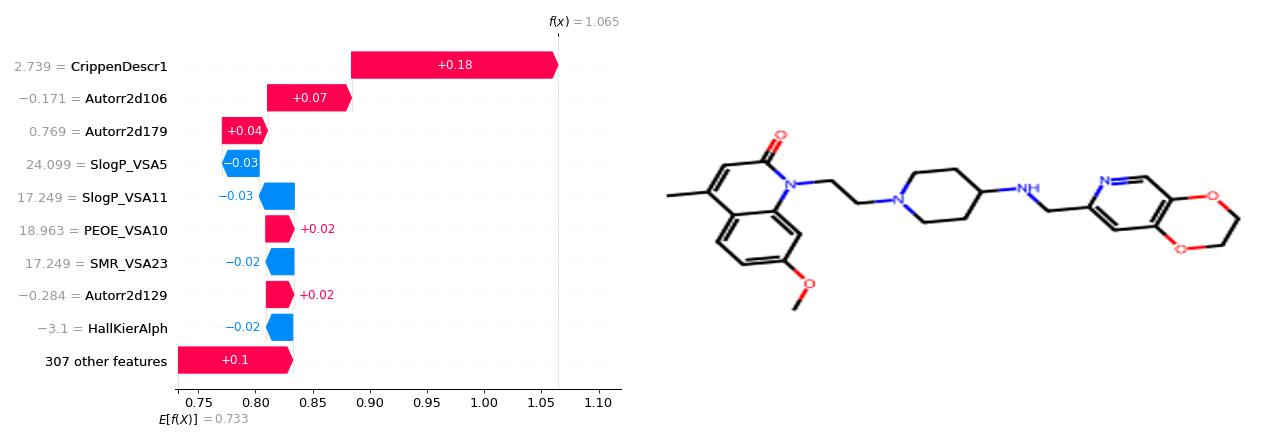 f(x) = 1.065
2.739 = CrippenDescr1
+0.18
−0.171 = Autorr2d106
+0.07
0.769 = Autorr2d179
+0.04
24.099 = SlogP_VSA5
−0.03
17.249 = SlogP_VSA11
−0.03
18.963 = PEOE_VSA10
+0.02
17.249 = SMR_VSA23
−0.02
−0.284 = Autorr2d129
+0.02
−3.1 = HallKierAlph
−0.02
307 other features
+0.1
0.75 0.80 0.85 0.90 0.95 1.00 1.05 1.10
E[f(X)] = 0.733
O
N
N
NH
N
O
O
O